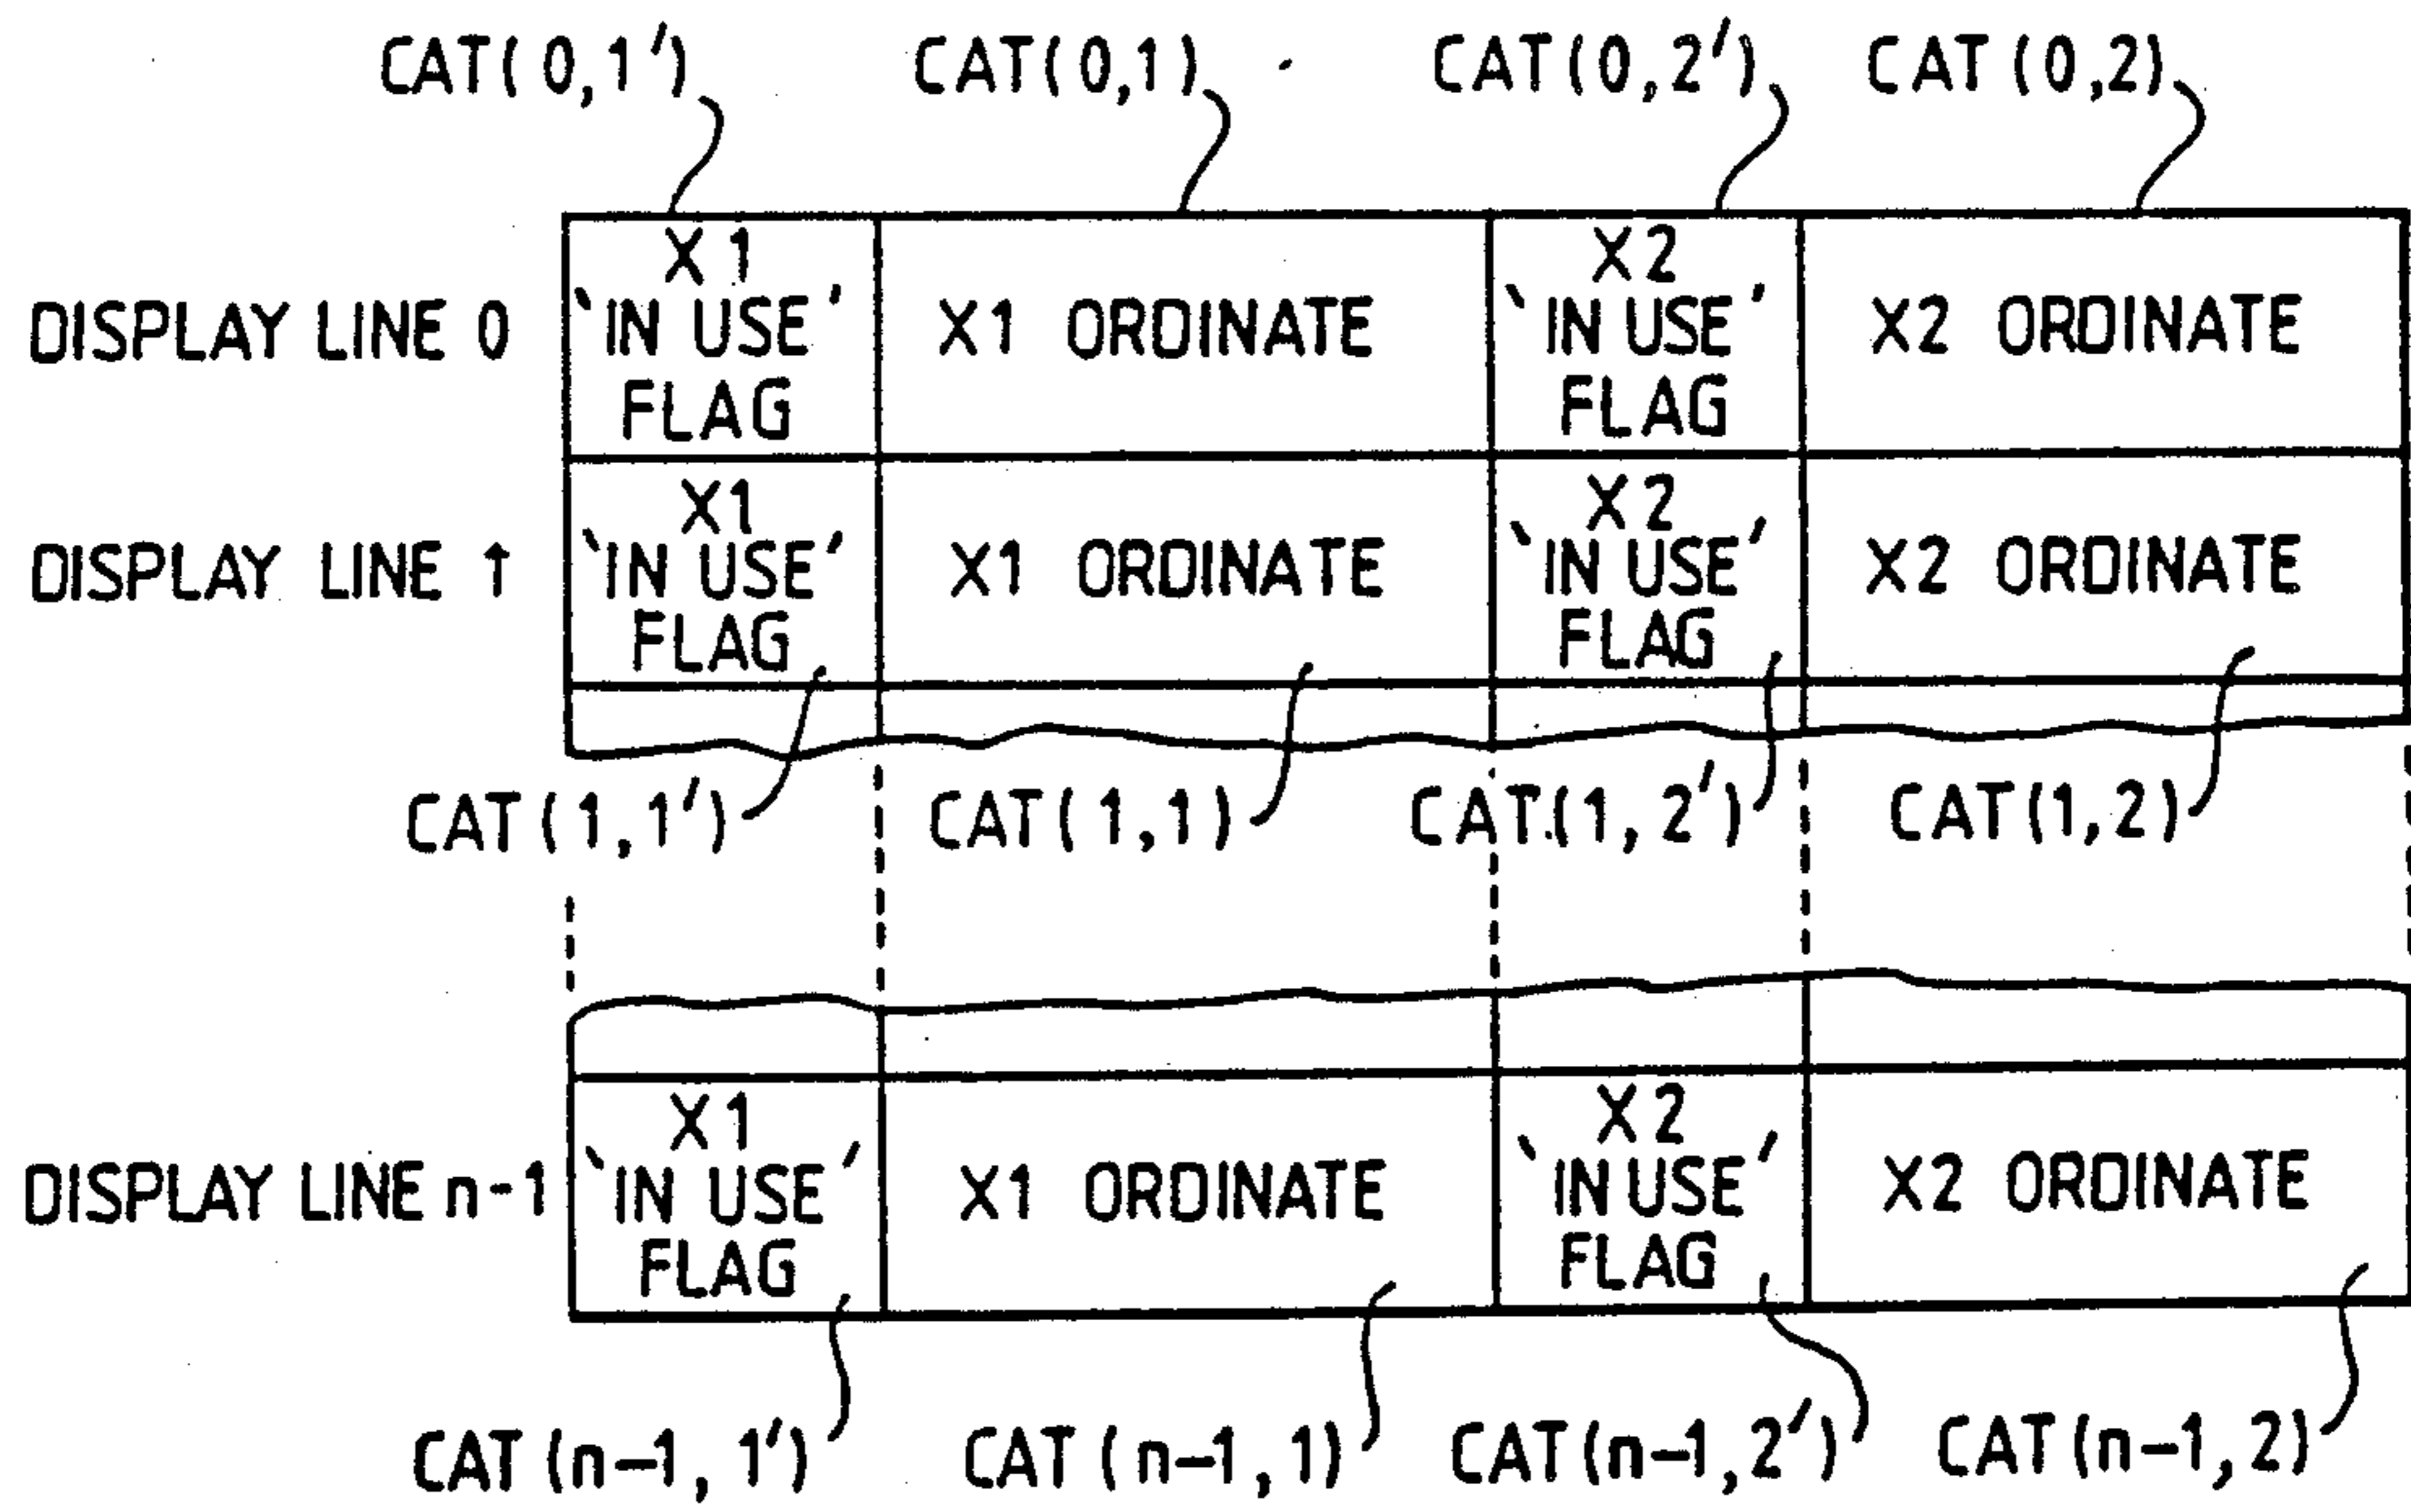 CAT(0,1′) CAT(0,1) CAT(0,2′) CAT(0,2)
X1 X2
DISPLAY LINE 0 ‵IN USE′ X1 ORDINATE ‵IN USE′ X2 ORDINATE
FLAG FLAG
X1 X2
DISPLAY LINE 1 ‵IN USE′ X1 ORDINATE ‵IN USE′ X2 ORDINATE
FLAG FLAG
CAT(1,1′) CAT(1,1) CAT(1,2′) CAT(1,2)
X1 X2
DISPLAY LINE n-1 ‵IN USE′ X1 ORDINATE ‵IN USE′ X2 ORDINATE
FLAG FLAG
CAT(n-1, 1′) CAT(n-1,1) CAT(n-1,2′) CAT(n-1,2)